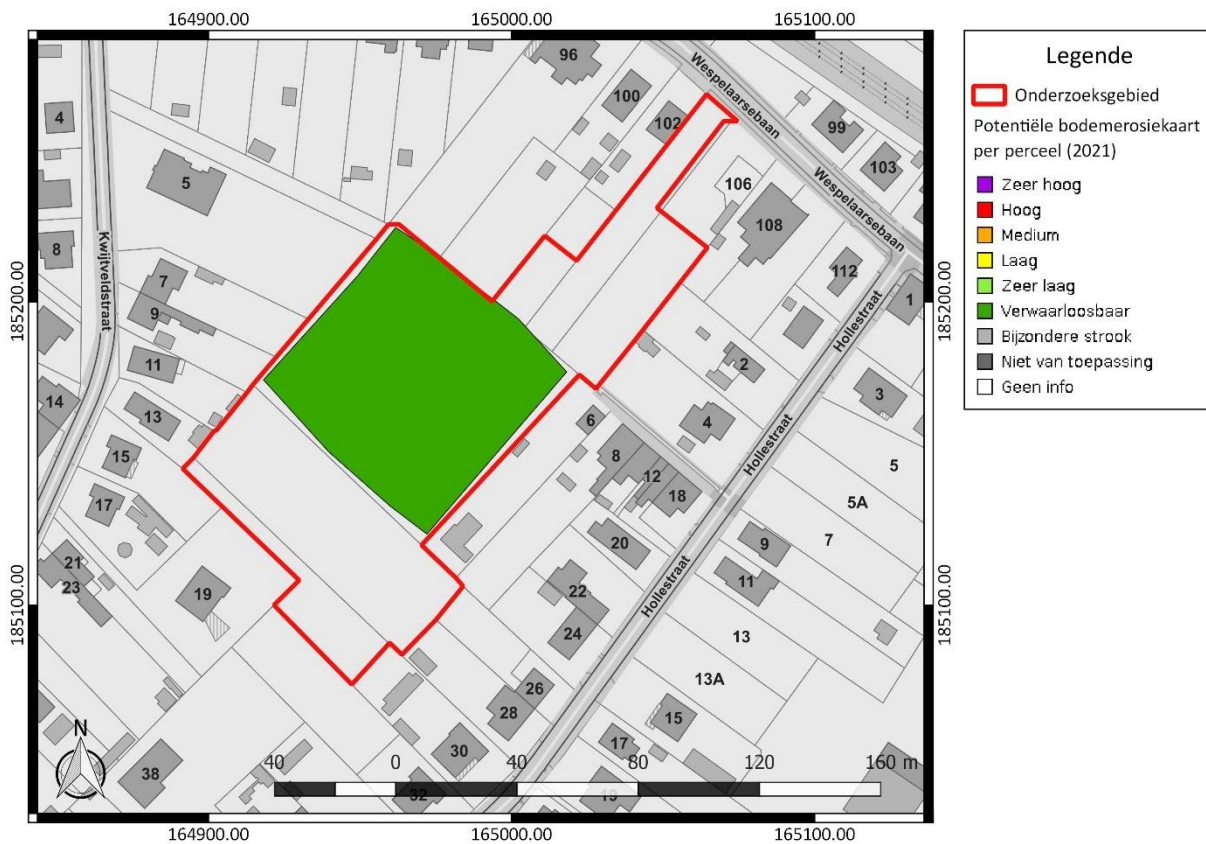 164900.00
165000.00
165100.00
Legende
Onderzoeksgebied
Potentiële bodemerosiekaart
per perceel (2021)
Zeer hoog
Hoog
Medium
Laag
Zeer laag
Verwaarloosbaar
Bijzondere strook
Niet van toepassing
Geen info
185200.00
185200.00
185100.00
185100.00
Wespelaarsebaan
Wespelaarsebaan
Kwijtveldstraat
Hollestraat
Hollestraat
Hollestraat
96
100
102
99
103
4
5
106
108
112
1
8
7
9
11
2
3
14
13
4
6
15
8
12
5
18
5A
17
7
20
9
21
11
23
19
22
24
13
26
13A
28
15
17
30
38
32
19
N
40
0
40
80
120
160 m
164900.00
165000.00
165100.00